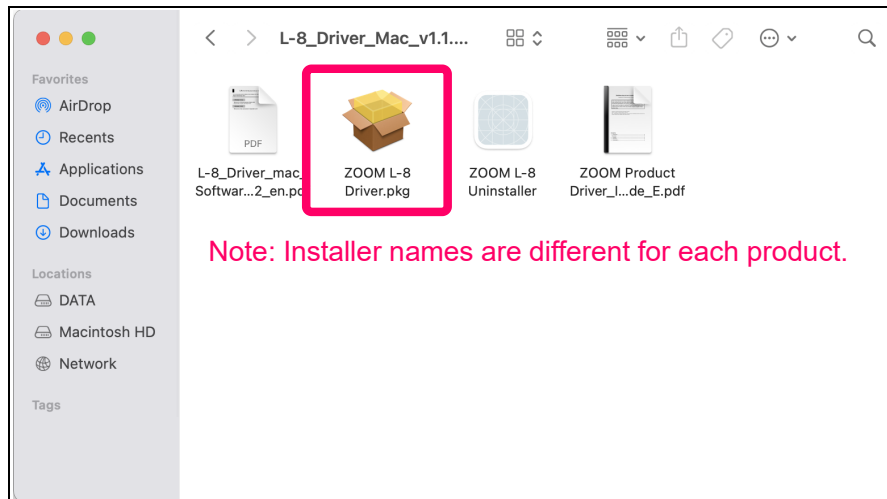 L-8_Driver_Mac_v1.1....
Favorites
AirDrop
Recents
Applications
Documents
Downloads
Locations
DATA
Macintosh HD
Network
Tags
PDF
L-8_Driver_mac_
Softwar...2_en.pd
ZOOM L-8
Driver.pkg
ZOOM L-8
Uninstaller
ZOOM Product
Driver_I...de_E.pdf
Note: Installer names are different for each product.